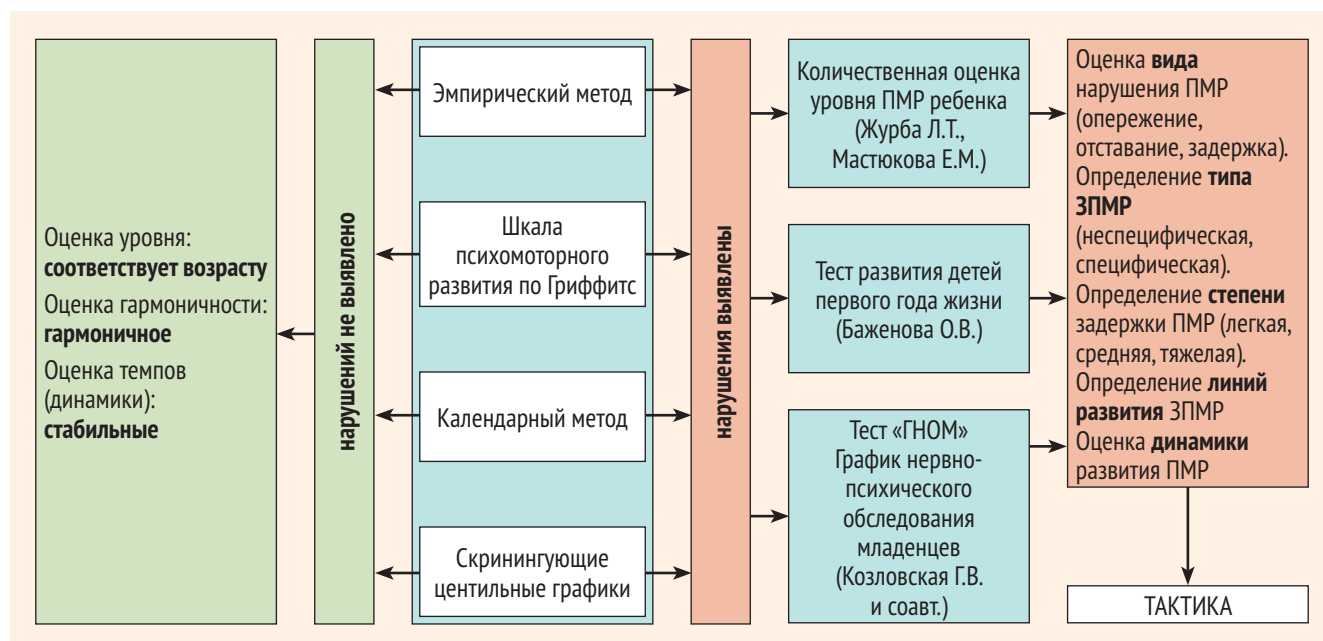 Оценка уровня:
соответствует возрасту
Оценка гармоничности:
гармоничное
Оценка темпов
(динамики):
стабильные
нарушений не выявлено
Эмпирический метод
Шкала
психомоторного
развития по Гриффитс
Календарный метод
Скринингующие
центильные графики
нарушения выявлены
Количественная оценка
уровня ПМР ребенка
(Журба Л.Т.,
Мастюкова Е.М.)
Тест развития детей
первого года жизни
(Баженова О.В.)
Тест «ГНОМ»
График нервно-
психического
обследования
младенцев
(Козловская Г.В.
и соавт.)
Оценка вида
нарушения ПМР
(опережение,
отставание, задержка).
Определение типа
ЗПМР
(неспецифическая,
специфическая).
Определение степени
задержки ПМР (легкая,
средняя, тяжелая).
Определение линий
развития ЗПМР
Оценка динамики
развития ПМР
ТАКТИКА